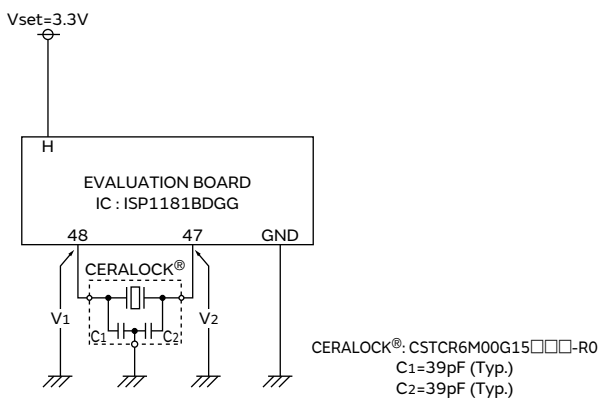 Vset=3.3V
H
EVALUATION BOARD
IC : ISP1181BDGG
48 47 GND
CERALOCK®
V1 V2
C1 C2
CERALOCK®: CSTCR6M00G15□□□-R0
C1=39pF (Typ.)
C2=39pF (Typ.)